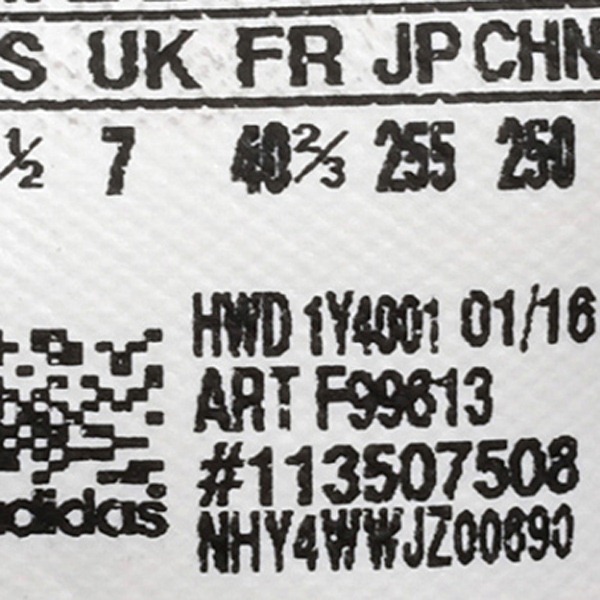 S UK FR JP CHN
½ 7 40⅔ 255 250
HWD 1Y4001 01/16
ART F99813
#113507508
NHY4WWJZ00690
adidas